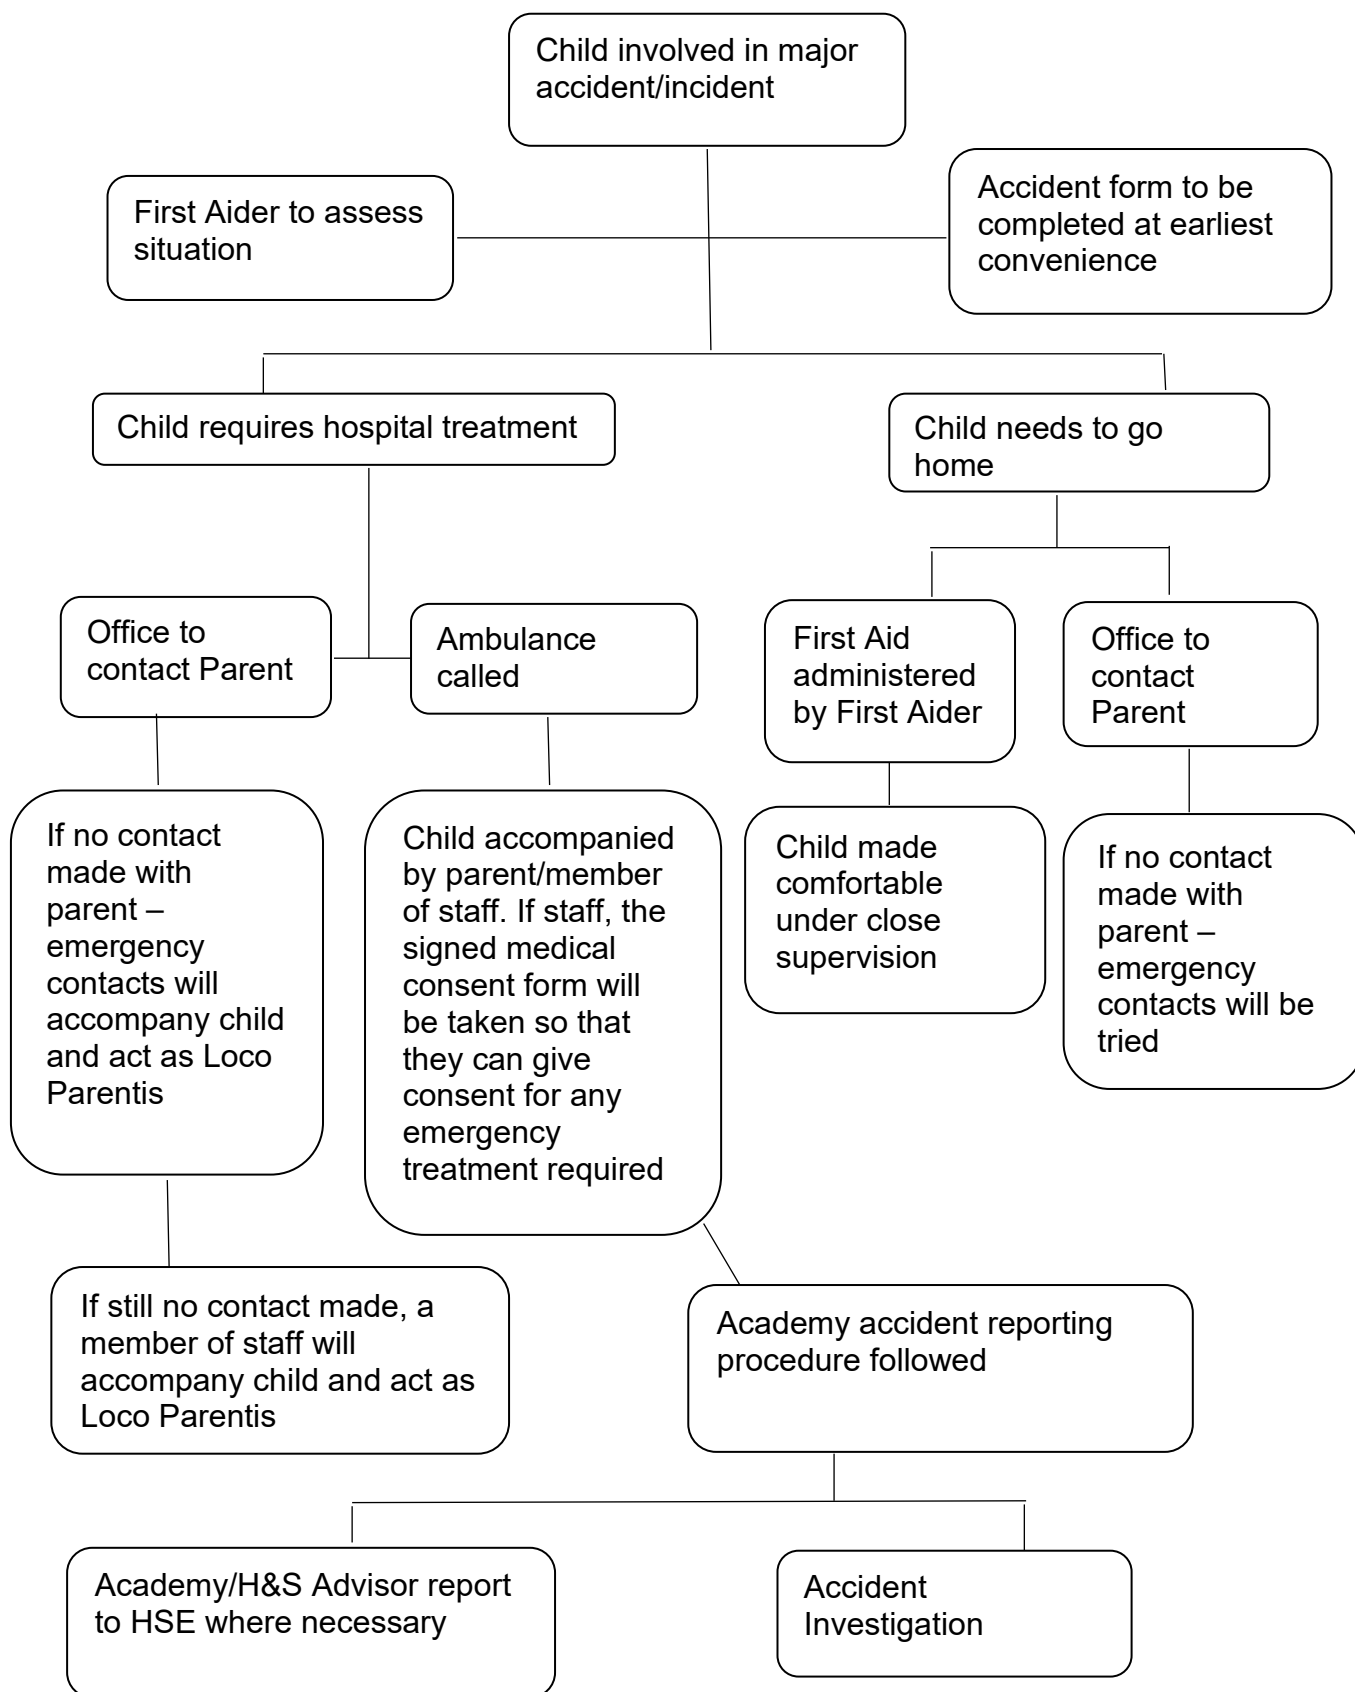 Child involved in major
accident/incident
First Aider to assess
situation
Accident form to be
completed at earliest
convenience
Child requires hospital treatment
Child needs to go
home
Office to
contact Parent
Ambulance
called
First Aid
administered
by First Aider
Office to
contact
Parent
If no contact
made with
parent –
emergency
contacts will
accompany child
and act as Loco
Parentis
Child accompanied
by parent/member
of staff. If staff, the
signed medical
consent form will
be taken so that
they can give
consent for any
emergency
treatment required
Child made
comfortable
under close
supervision
If no contact
made with
parent –
emergency
contacts will be
tried
If still no contact made, a
member of staff will
accompany child and act as
Loco Parentis
Academy accident reporting
procedure followed
Academy/H&S Advisor report
to HSE where necessary
Accident
Investigation